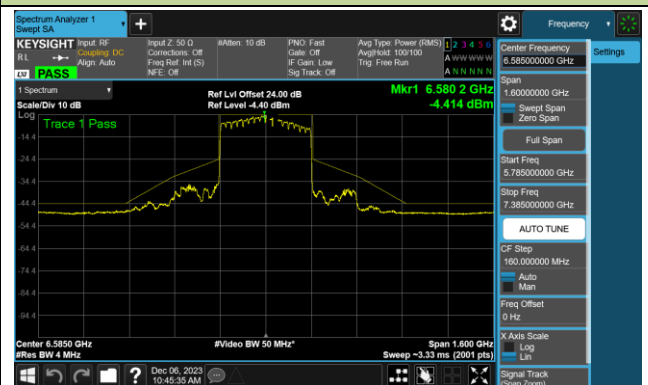 Spectrum Analyzer 1
Swept SA
Frequency
KEYSIGHT
RL
LXI
PASS
Input: RF
Coupling: DC
Align: Auto
Input Z: 50 Ω
Corrections: Off
Freq Ref: Int (S)
NFE: Off
#Atten: 10 dB
PNO: Fast
Gate: Off
IF Gain: Low
Sig Track: Off
Avg Type: Power (RMS)
Avg|Hold: 100/100
Trig: Free Run
1 2 3 4 5 6
A W W W W W
A N N N N N
1 Spectrum
Scale/Div 10 dB
Ref Lvl Offset 24.00 dB
Ref Level -4.40 dBm
Mkr1 6.580 2 GHz
-4.414 dBm
Log
Trace 1 Pass
-14.4
-24.4
-34.4
-44.4
-54.4
-64.4
-74.4
-84.4
-94.4
Center 6.5850 GHz
#Res BW 4 MHz
#Video BW 50 MHz*
Span 1.600 GHz
Sweep ~3.33 ms (2001 pts)
Center Frequency
6.585000000 GHz
Settings
Span
1.60000000 GHz
Swept Span
Zero Span
Full Span
Start Freq
5.785000000 GHz
Stop Freq
7.385000000 GHz
AUTO TUNE
CF Step
160.000000 MHz
Auto
Man
Freq Offset
0 Hz
X Axis Scale
Log
Lin
Signal Track
(Span Zoom)
Dec 06, 2023
10:45:35 AM